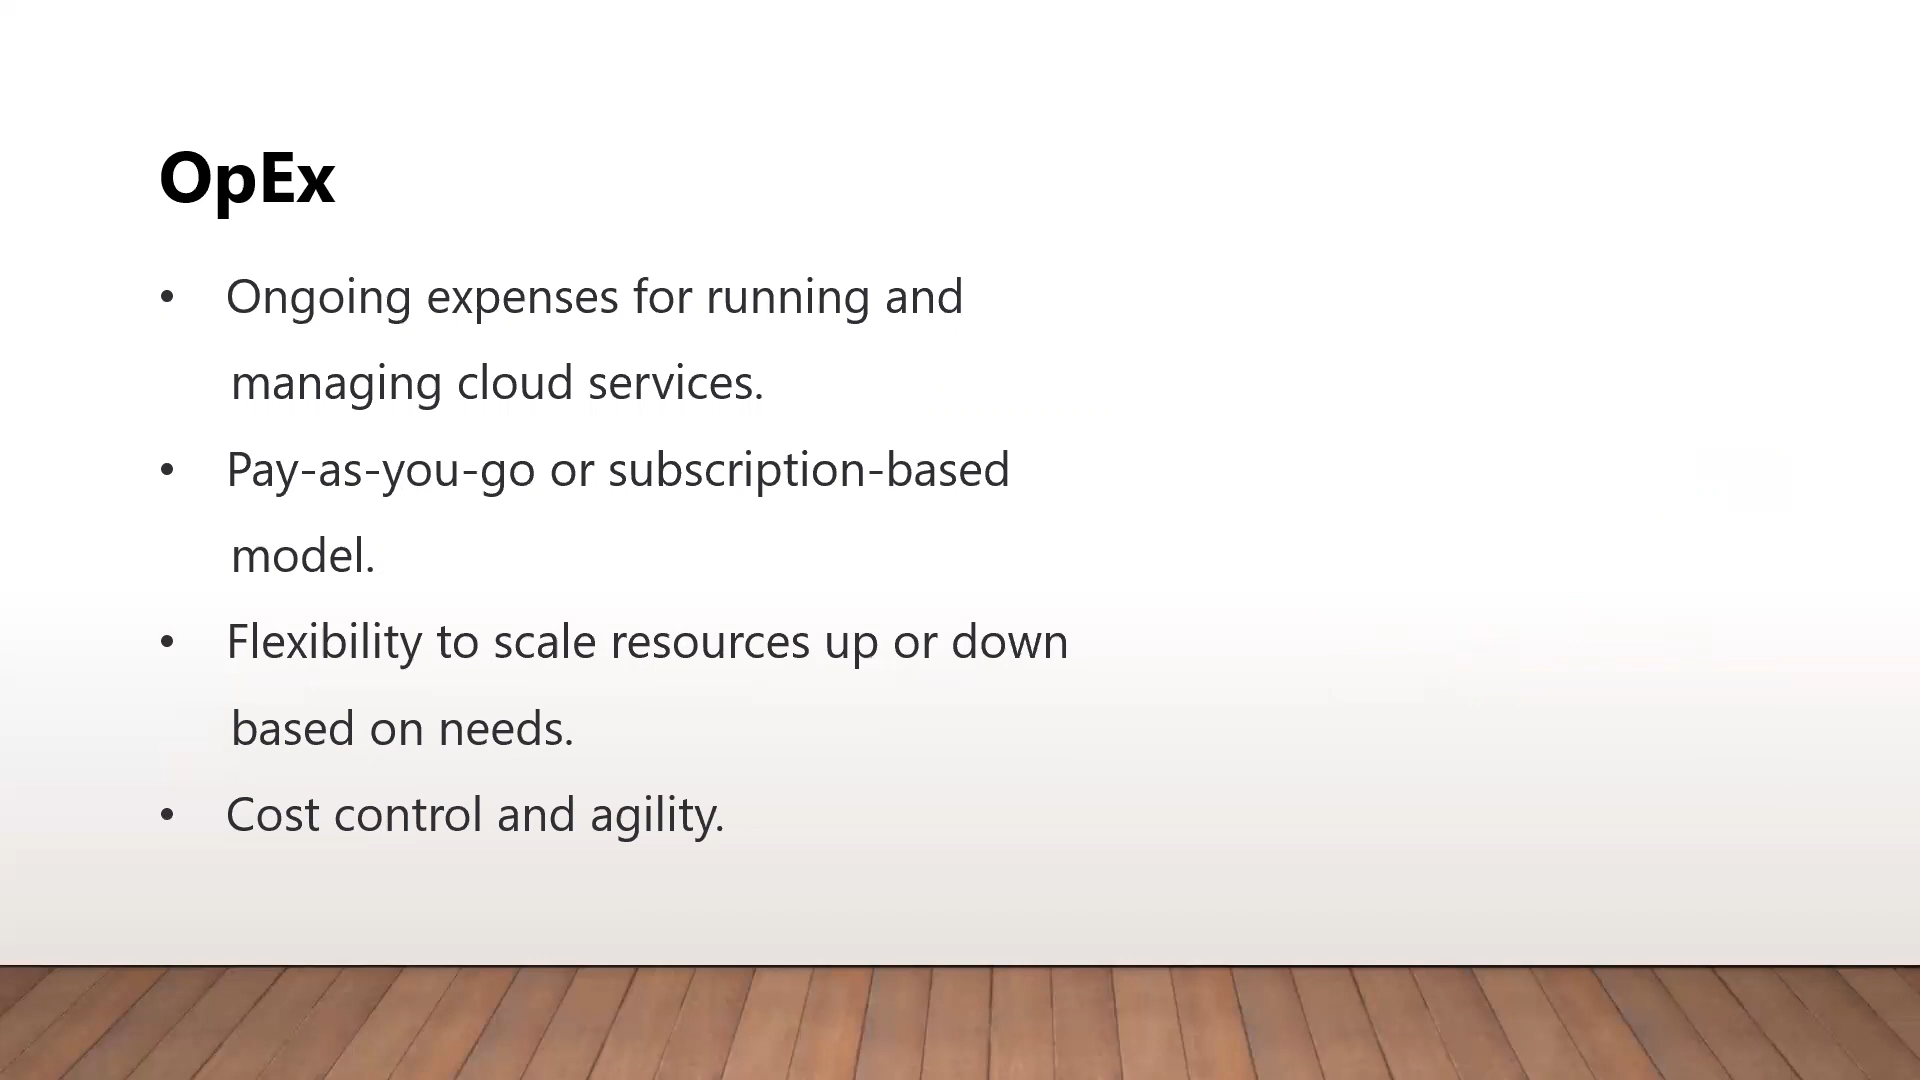 OpEx
• Ongoing expenses for running and
managing cloud services.
• Pay-as-you-go or subscription-based
model.
• Flexibility to scale resources up or down
based on needs.
• Cost control and agility.